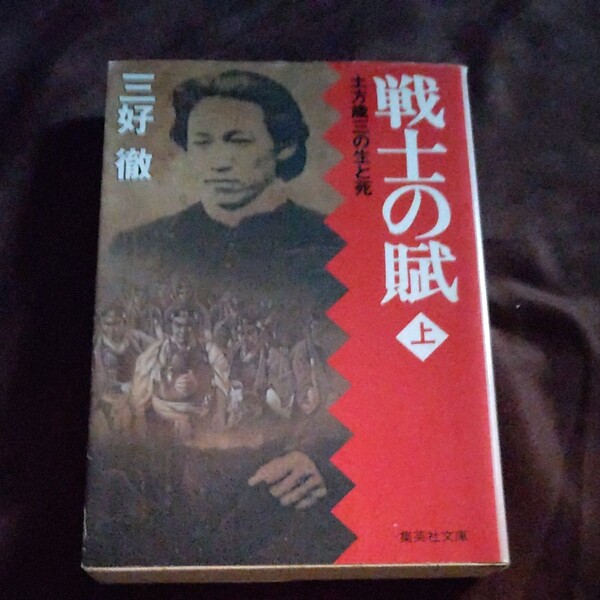 戦士の賦
上
土方歳三の生と死
三好 徹
集英社文庫